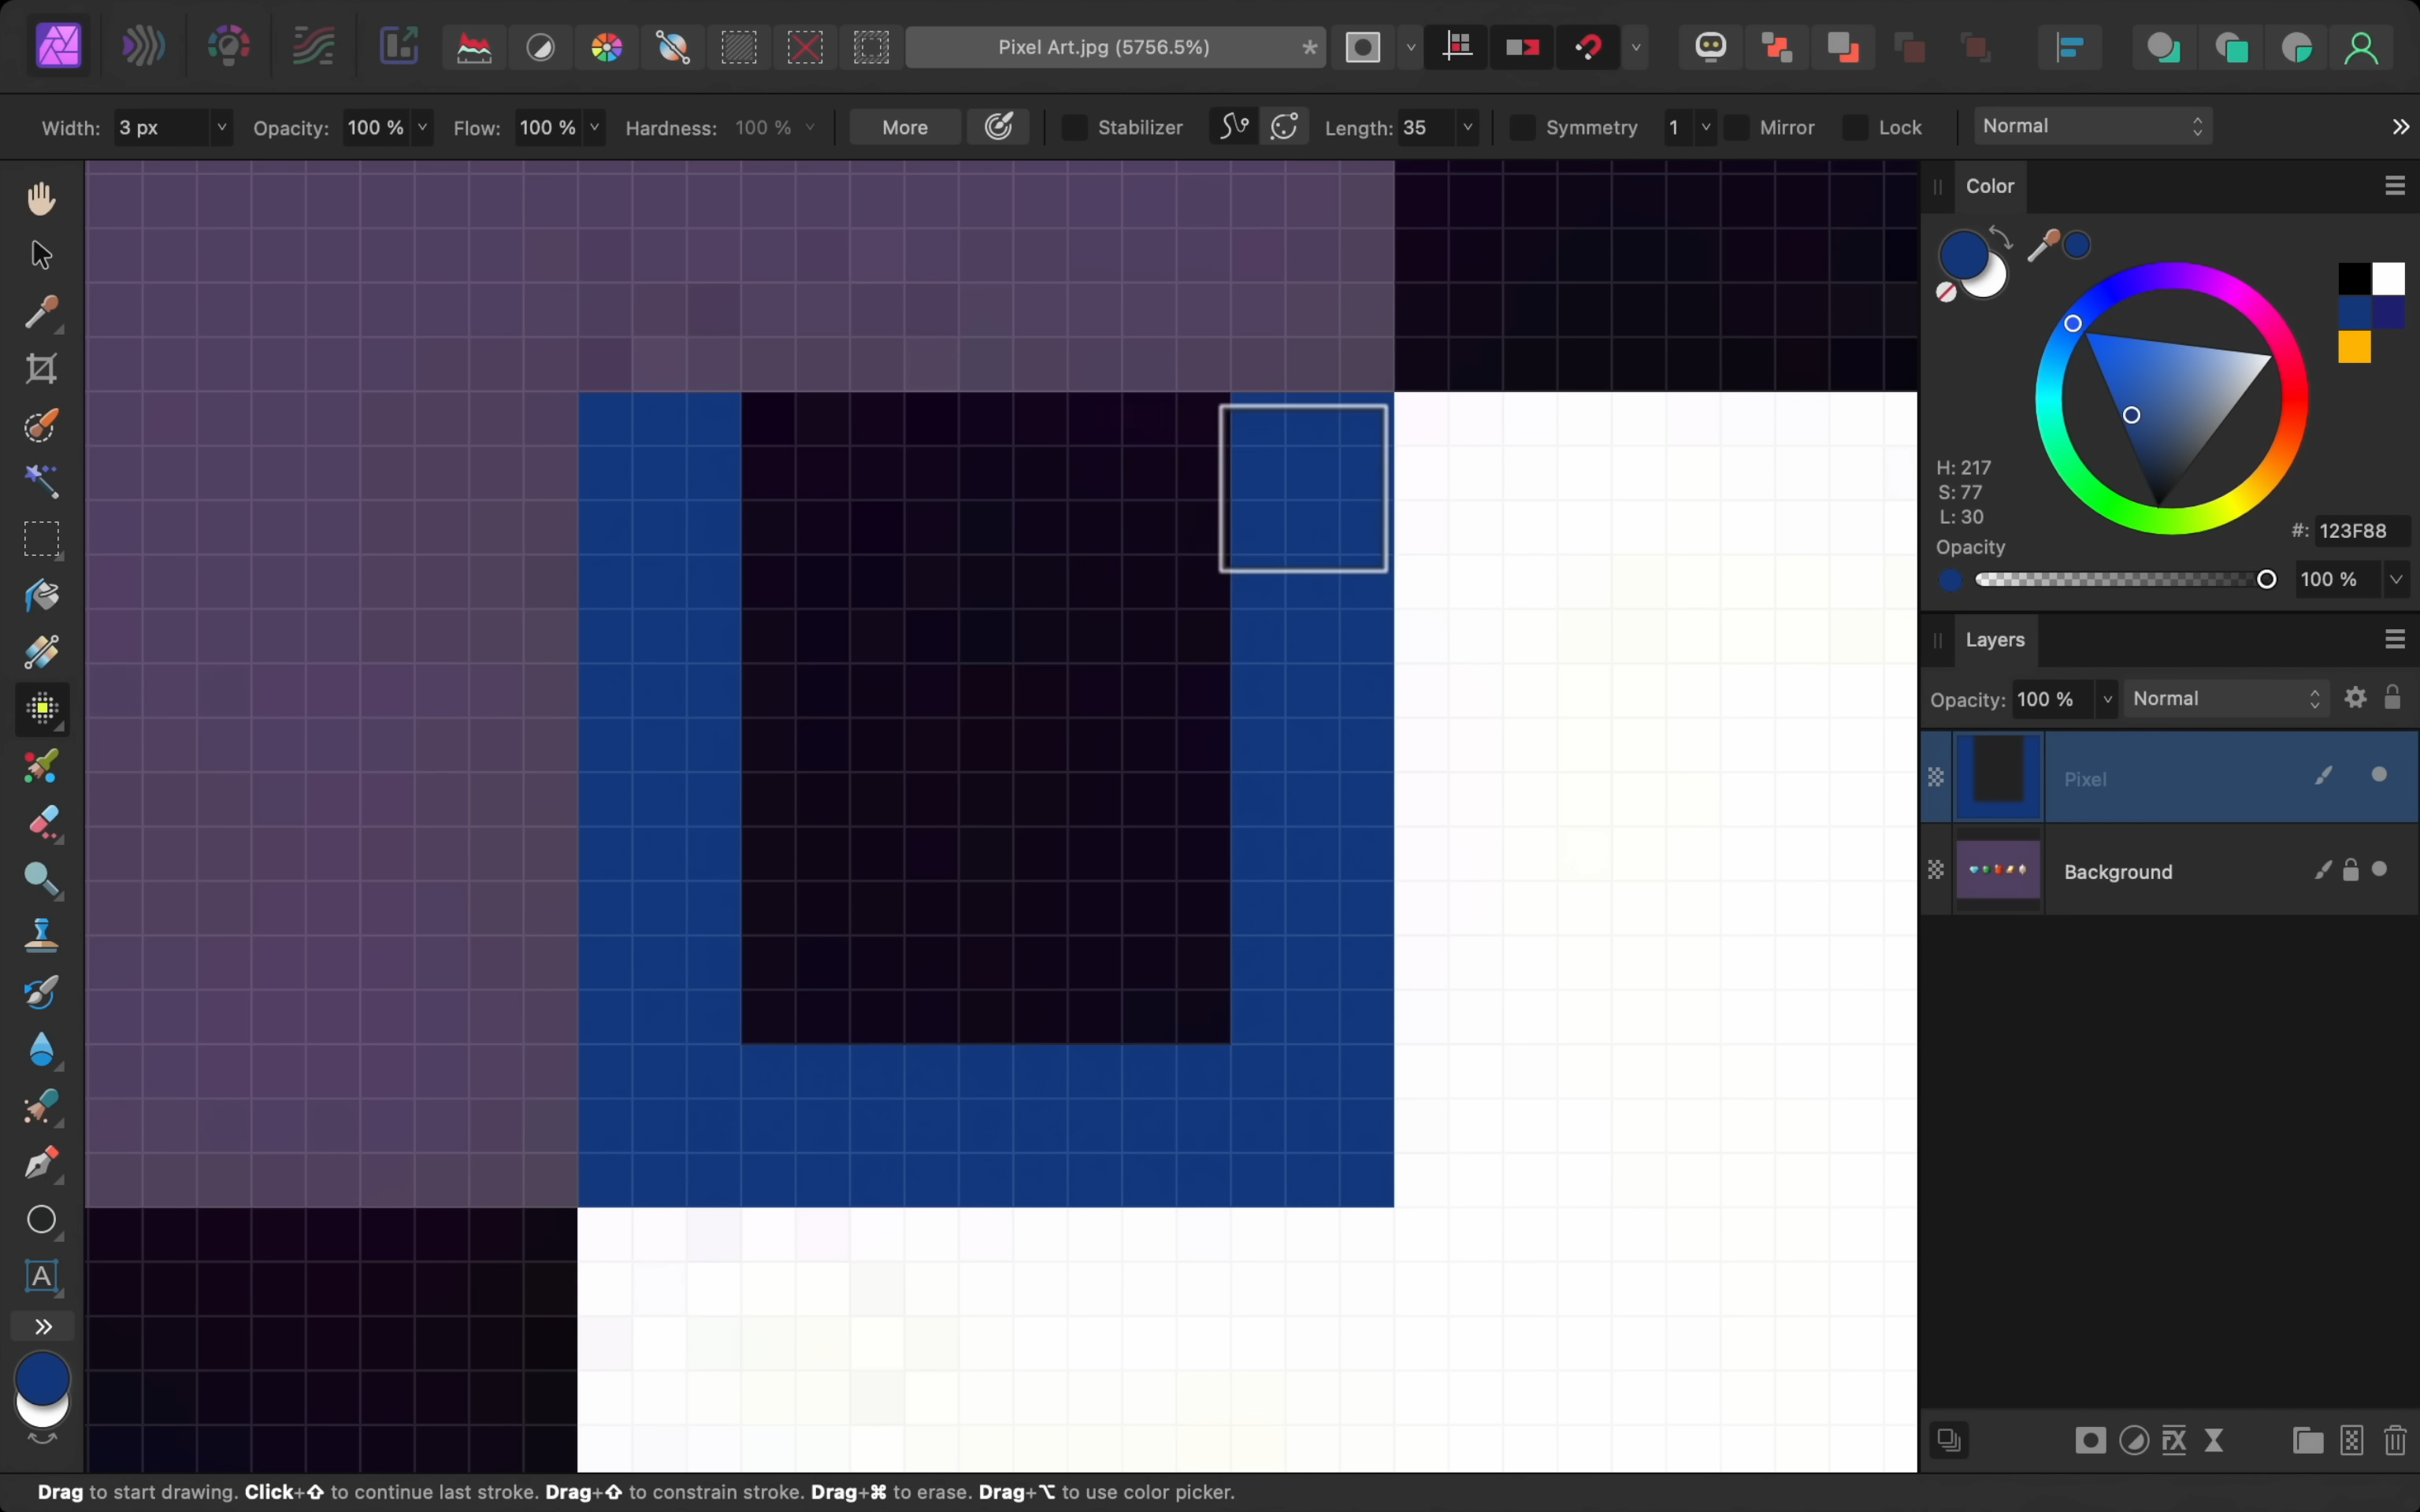 Pixel Art.jpg (5756.5%) *
Width: 3 px Opacity: 100 % Flow: 100 % Hardness: 100 % More Stabilizer Length: 35 Symmetry 1 Mirror Lock Normal
Color
H: 217
S: 77
L: 30
#: 123F88
Opacity
100 %
Layers
Opacity: 100 % Normal
Pixel
Background
A
FX
Drag to start drawing. Click+⇧ to continue last stroke. Drag+⇧ to constrain stroke. Drag+⌘ to erase. Drag+⌥ to use color picker.